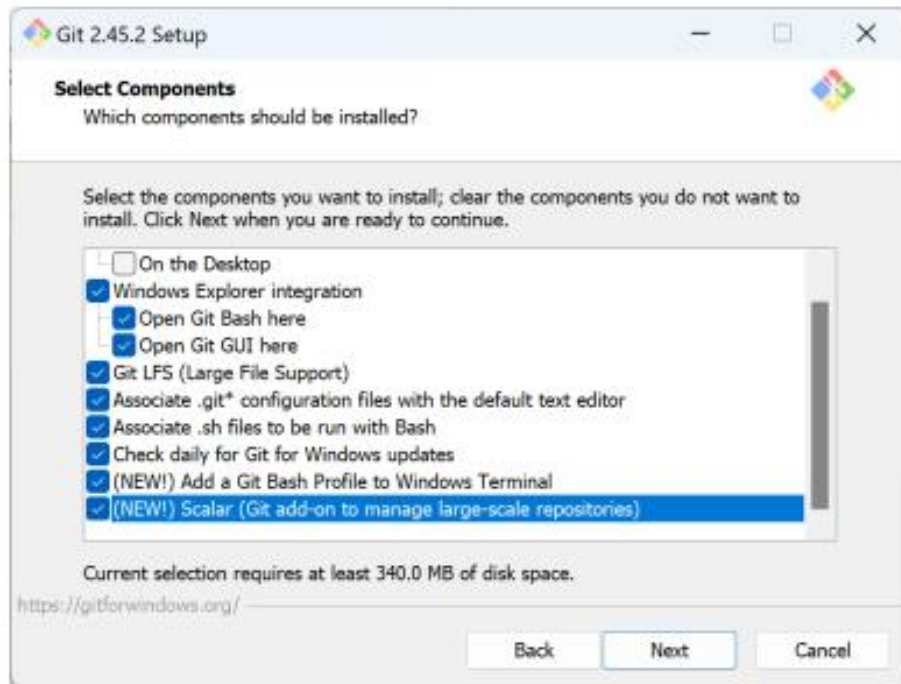 Git 2.45.2 Setup
Select Components
Which components should be installed?
Select the components you want to install; clear the components you do not want to
install. Click Next when you are ready to continue.
On the Desktop
Windows Explorer integration
Open Git Bash here
Open Git GUI here
Git LFS (Large File Support)
Associate .git* configuration files with the default text editor
Associate .sh files to be run with Bash
Check daily for Git for Windows updates
(NEW!) Add a Git Bash Profile to Windows Terminal
(NEW!) Scalar (Git add-on to manage large-scale repositories)
Current selection requires at least 340.0 MB of disk space.
https://gitforwindows.org/
Back Next Cancel